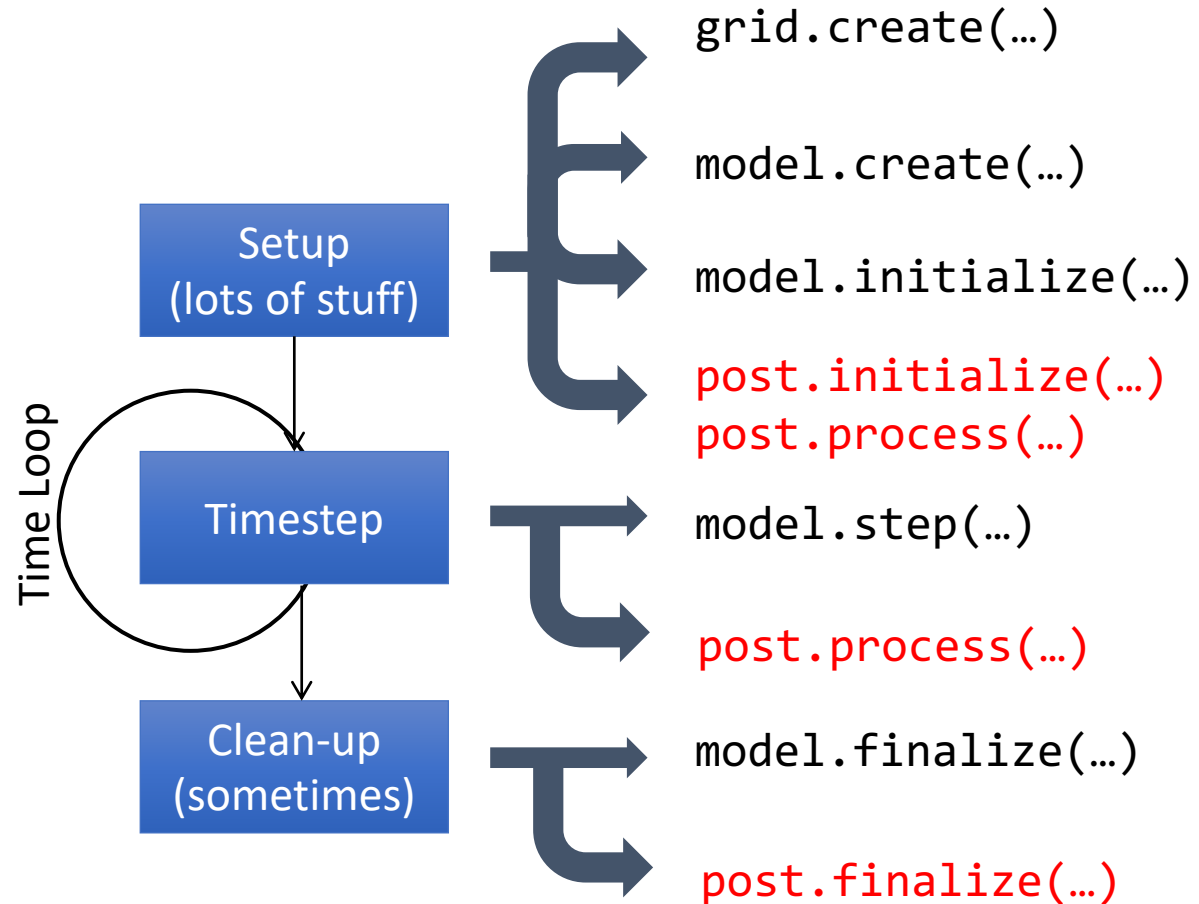 grid.create(…)
model.create(…)
Setup
(lots of stuff)
model.initialize(…)
post.initialize(…)
post.process(…)
Time Loop
Timestep
model.step(…)
post.process(…)
Clean-up
(sometimes)
model.finalize(…)
post.finalize(…)